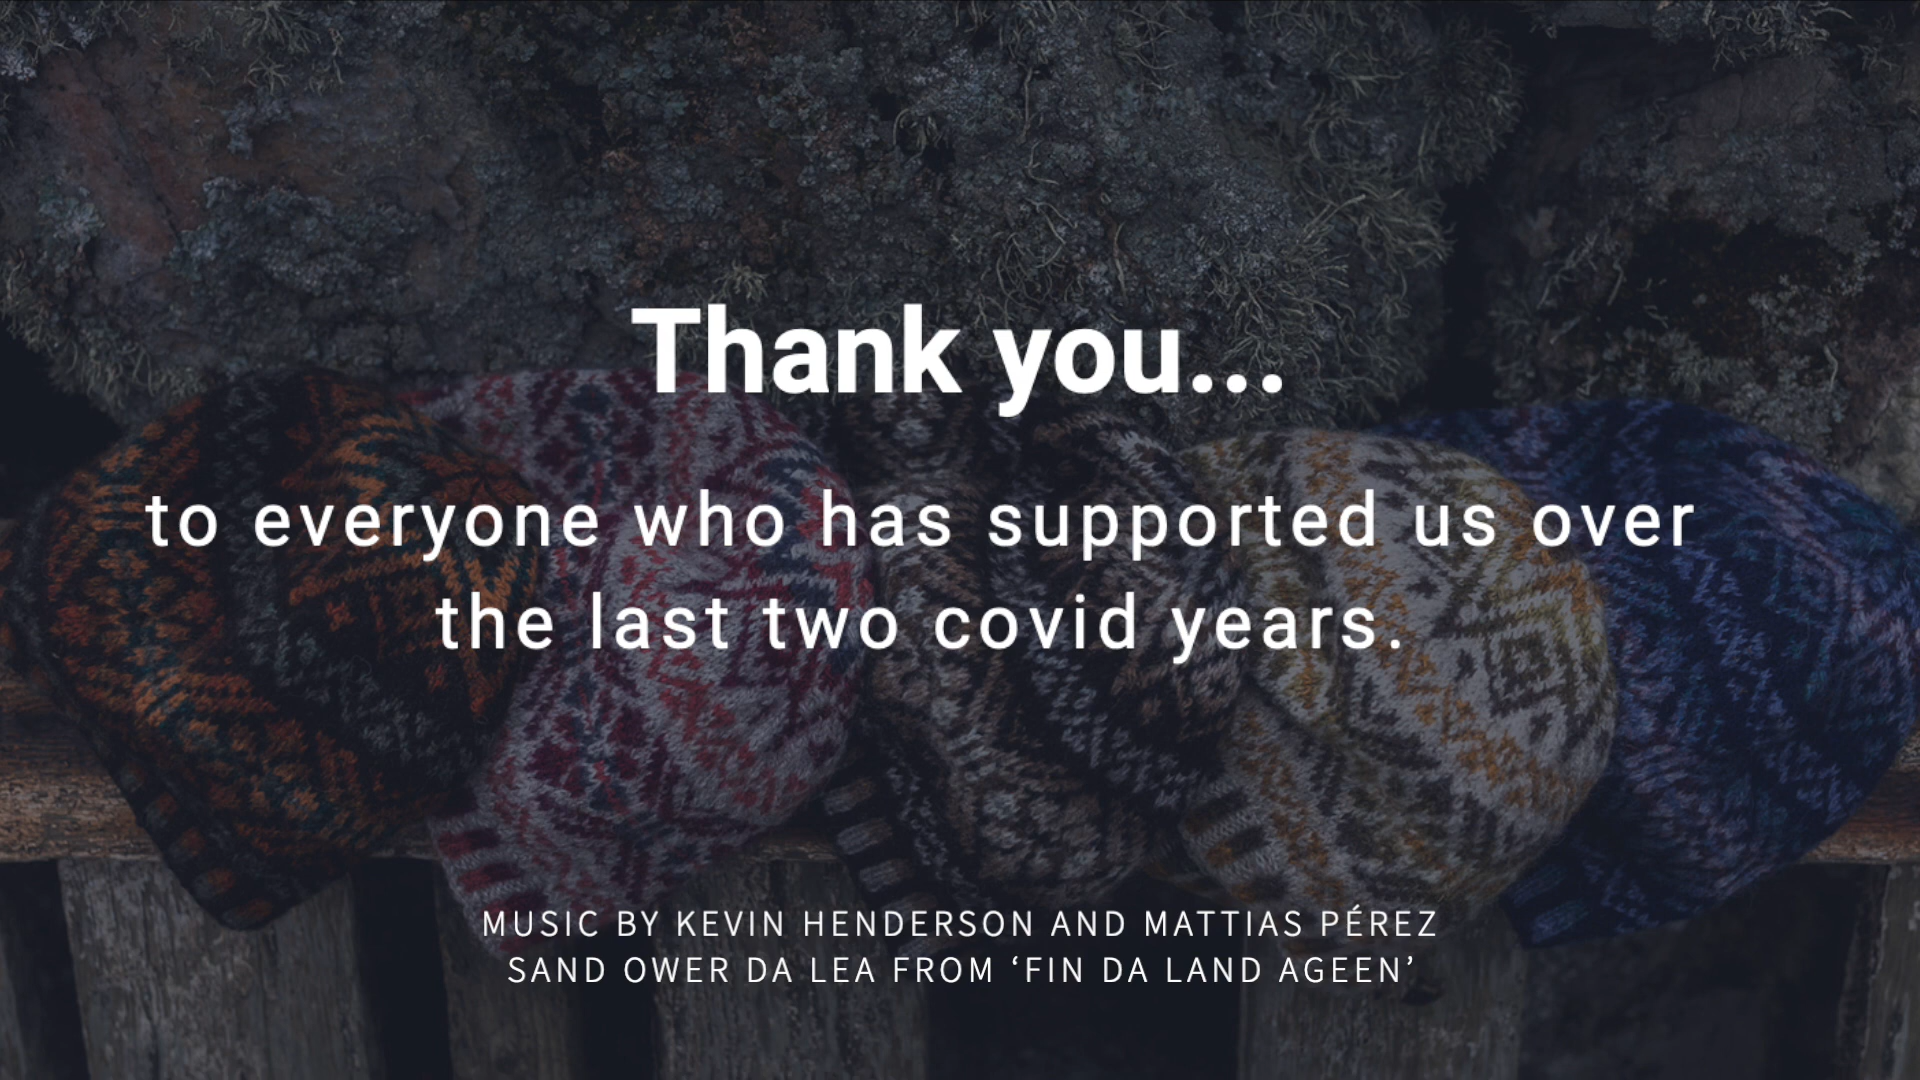 Thank you...
to everyone who has supported us over
the last two covid years.
MUSIC BY KEVIN HENDERSON AND MATTIAS PÉREZ
SAND OWER DA LEA FROM ‘FIN DA LAND AGEEN’